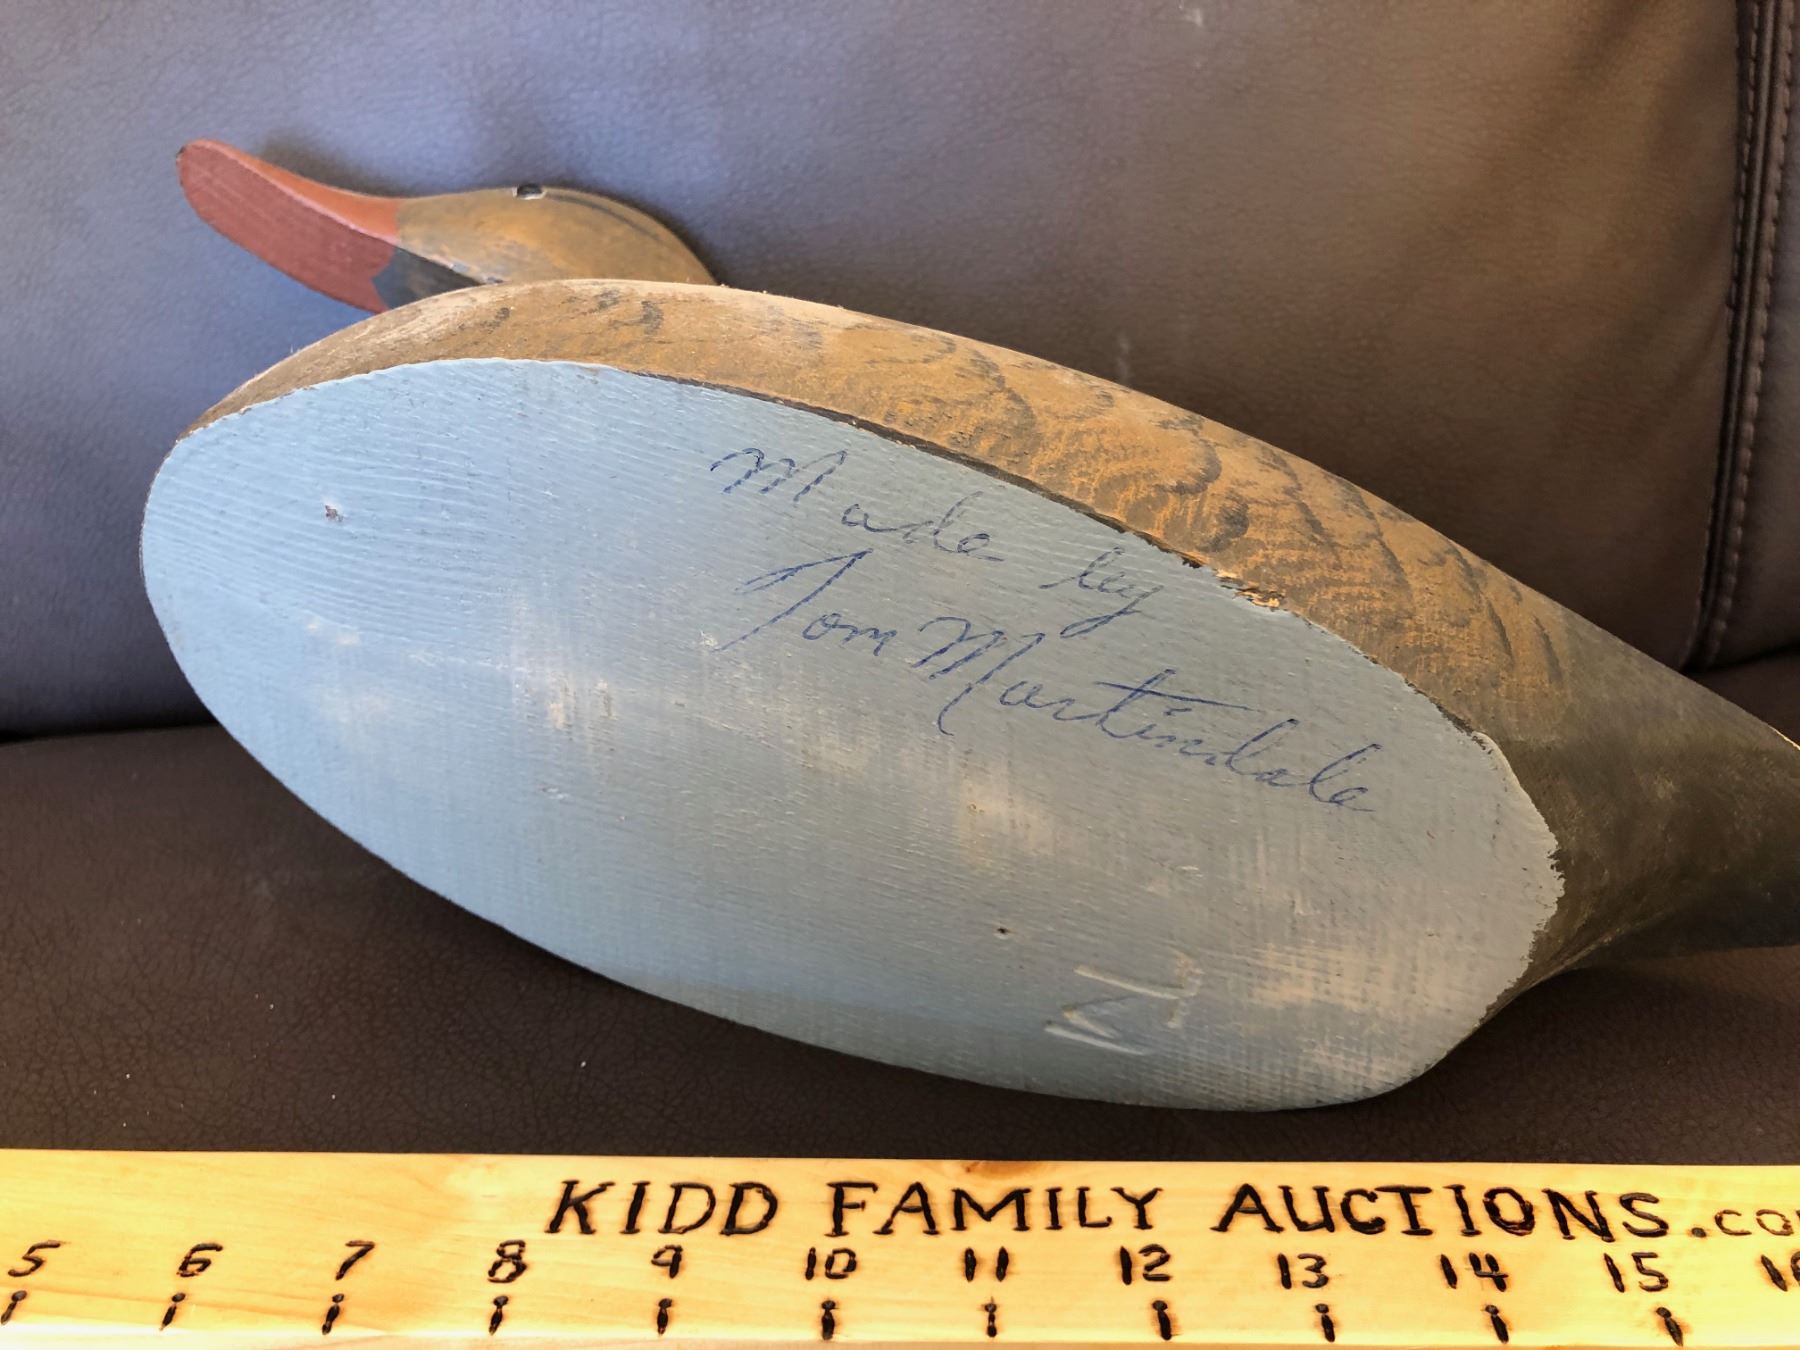 Made by
Tom Martindale
KIDD FAMILY AUCTIONS.co
5 6 7 8 9 10 11 12 13 14 15 16